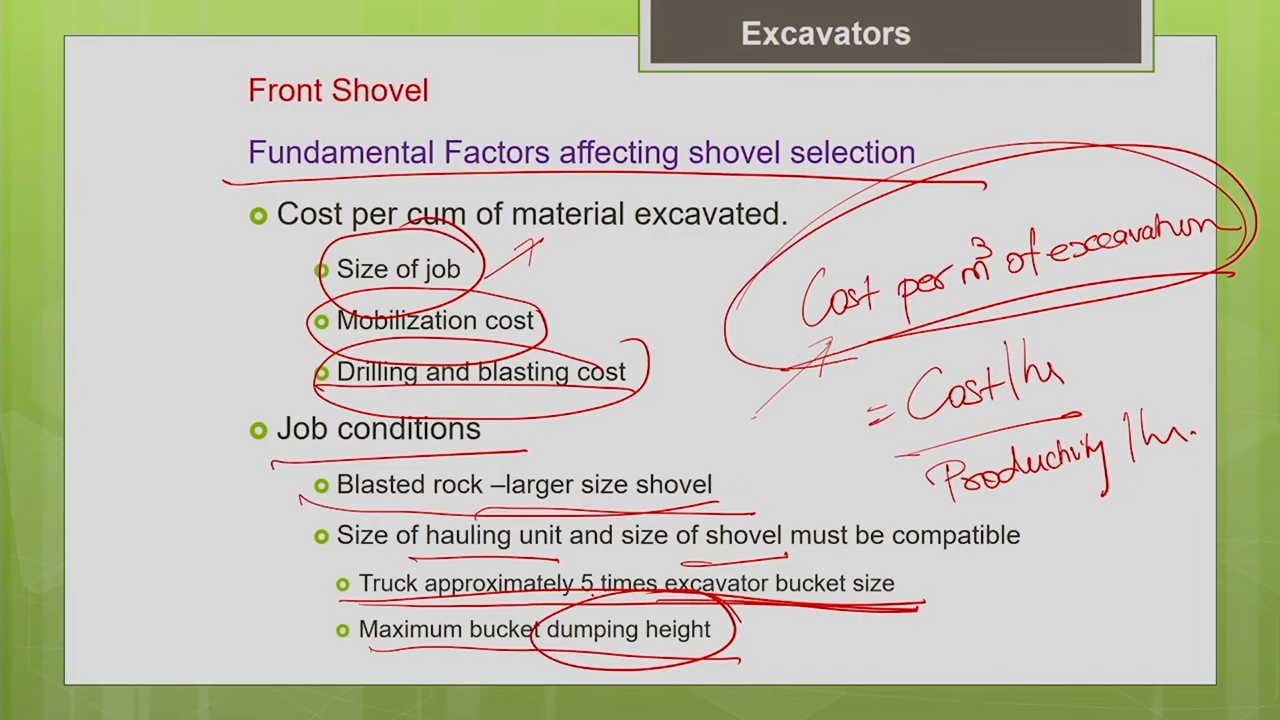 Excavators
Front Shovel
Fundamental Factors affecting shovel selection
Cost per cum of material excavated.
Size of job
Mobilization cost
Drilling and blasting cost
Job conditions
Blasted rock –larger size shovel
Size of hauling unit and size of shovel must be compatible
Truck approximately 5 times excavator bucket size
Maximum bucket dumping height
Cost per m³ of exceavation
= Cost/hr
Productivity/hr.